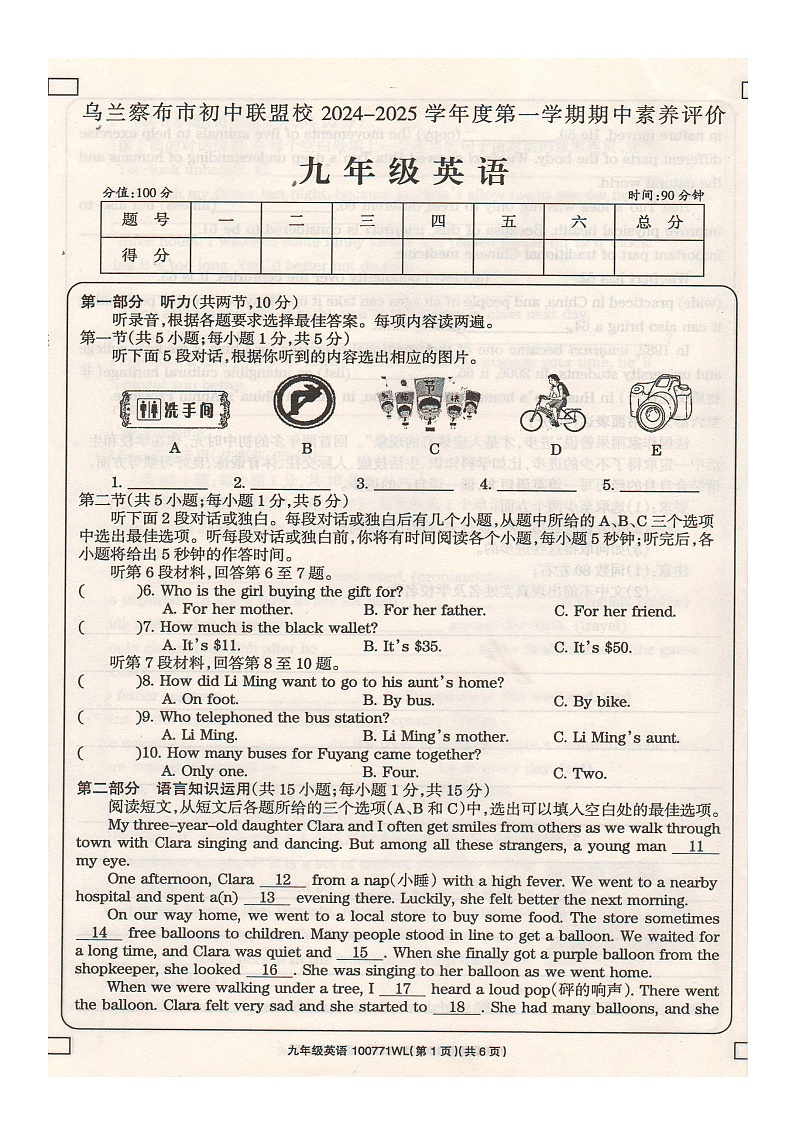 乌兰察布市初中联盟校 2024–2025 学年度第一学期期中素养评价
九年级英语
分值:100 分 时间:90 分钟
题 号 一 二 三 四 五 六 总 分
得 分
第一部分 听力(共两节,10 分)
听录音,根据各题要求选择最佳答案。每项内容读两遍。
第一节(共 5 小题;每小题 1 分,共 5 分)
听下面 5 段对话,根据你听到的内容选出相应的图片。
洗手间 节
A B C D E
1. ________ 2. ________ 3. ________ 4. ________ 5. ________
第二节(共 5 小题;每小题 1 分,共 5 分)
听下面 2 段对话或独白。每段对话或独白后有几个小题,从题中所给的 A、B、C 三个选项
中选出最佳选项。听每段对话或独白前,你将有时间阅读各个小题,每小题 5 秒钟;听完后,各
小题将给出 5 秒钟的作答时间。
听第 6 段材料,回答第 6 至 7 题。
( )6. Who is the girl buying the gift for?
A. For her mother. B. For her father. C. For her friend.
( )7. How much is the black wallet?
A. It's $11. B. It's $35. C. It's $50.
听第 7 段材料,回答第 8 至 10 题。
( )8. How did Li Ming want to go to his aunt's home?
A. On foot. B. By bus. C. By bike.
( )9. Who telephoned the bus station?
A. Li Ming. B. Li Ming's mother. C. Li Ming's aunt.
( )10. How many buses for Fuyang came together?
A. Only one. B. Four. C. Two.
第二部分 语言知识运用(共 15 小题;每小题 1 分,共 15 分)
阅读短文,从短文后各题所给的三个选项(A、B 和 C)中,选出可以填入空白处的最佳选项。
My three–year–old daughter Clara and I often get smiles from others as we walk through
town with Clara singing and dancing. But among all these strangers, a young man 11
my eye.
One afternoon, Clara 12 from a nap(小睡) with a high fever. We went to a nearby
hospital and spent a(n) 13 evening there. Luckily, she felt better the next morning.
On our way home, we went to a local store to buy some food. The store sometimes
14 free balloons to children. Many people stood in line to get a balloon. We waited for
a long time, and Clara was quiet and 15 . When she finally got a purple balloon from the
shopkeeper, she looked 16 . She was singing to her balloon as we went home.
When we were walking under a tree, I 17 heard a loud pop(砰的响声). There went
the balloon. Clara felt very sad and she started to 18 . She had many balloons, and she
九年级英语 100771WL(第 1 页)(共 6 页)